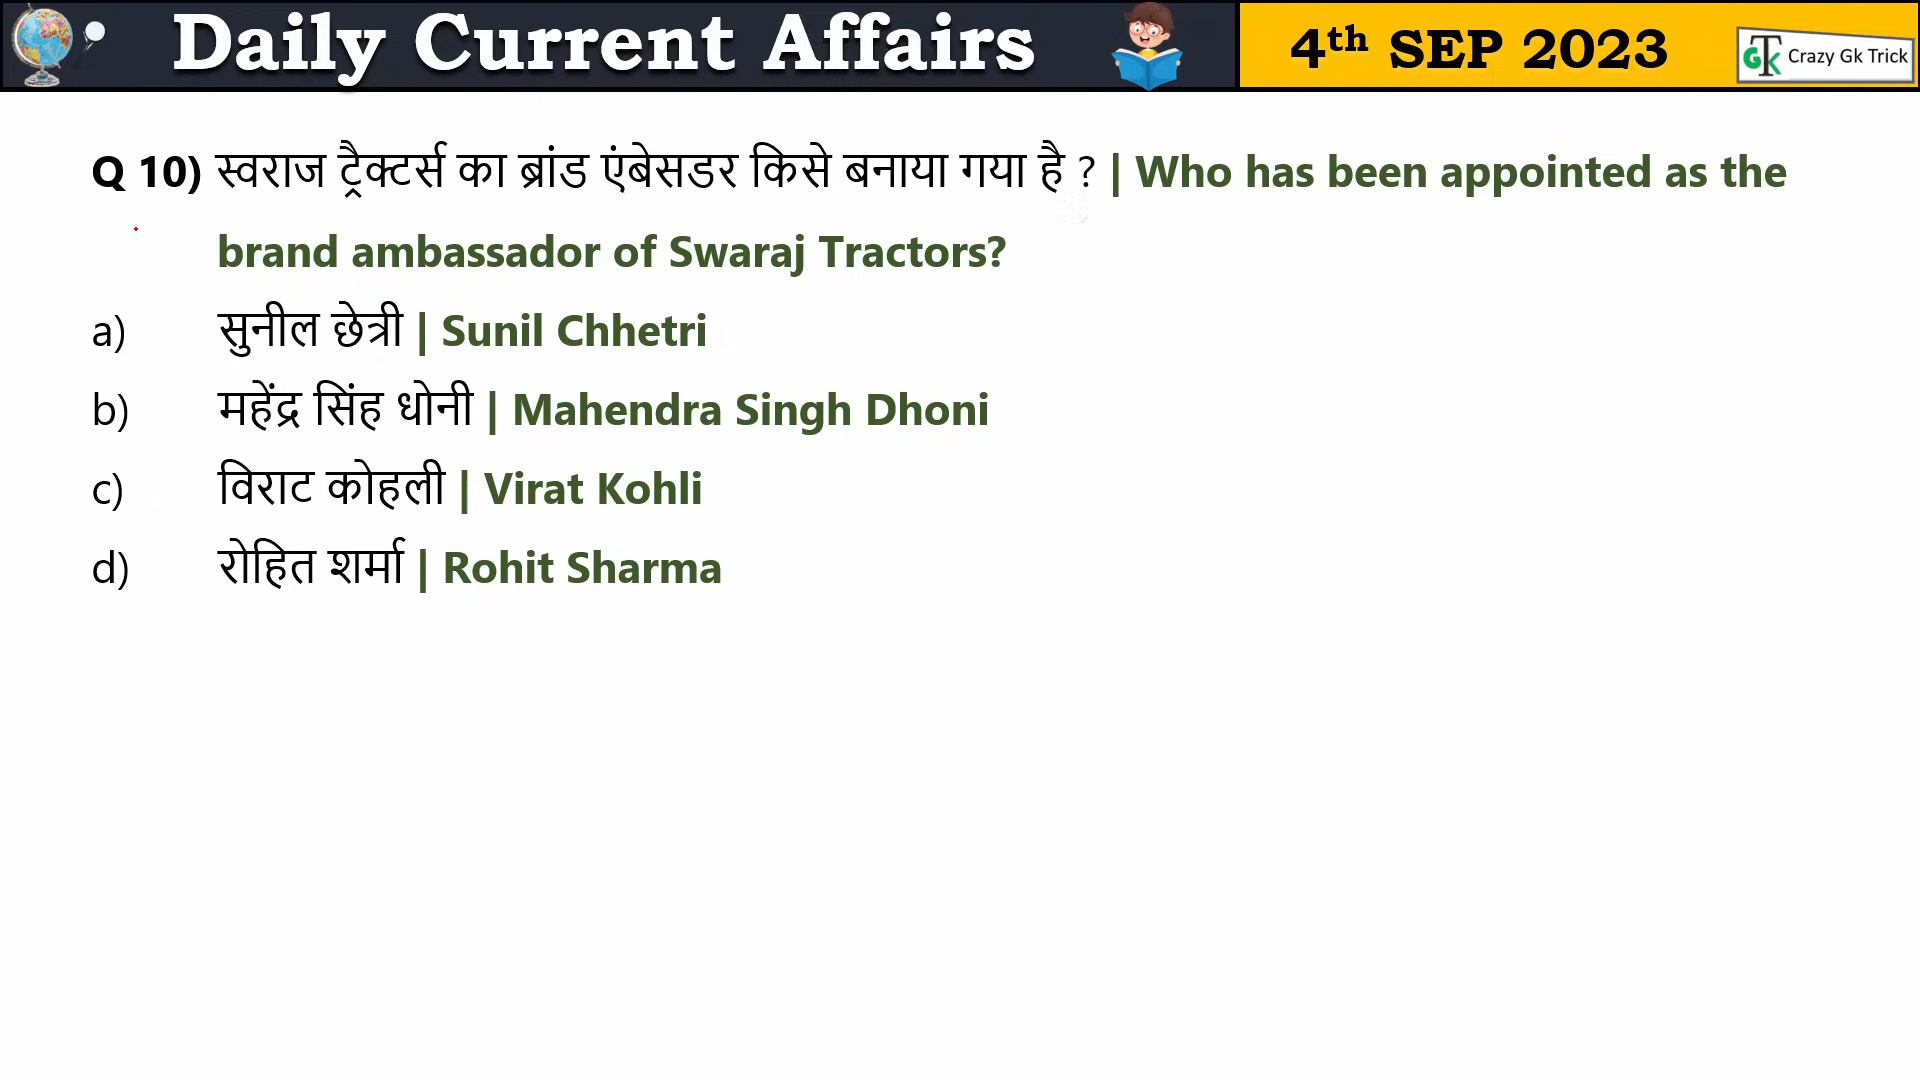 Daily Current Affairs
4th SEP 2023
GTK Crazy Gk Trick
Q 10) स्वराज ट्रैक्टर्स का ब्रांड एंबेसडर किसे बनाया गया है ? | Who has been appointed as the
brand ambassador of Swaraj Tractors?
a) सुनील छेत्री | Sunil Chhetri
b) महेंद्र सिंह धोनी | Mahendra Singh Dhoni
c) विराट कोहली | Virat Kohli
d) रोहित शर्मा | Rohit Sharma